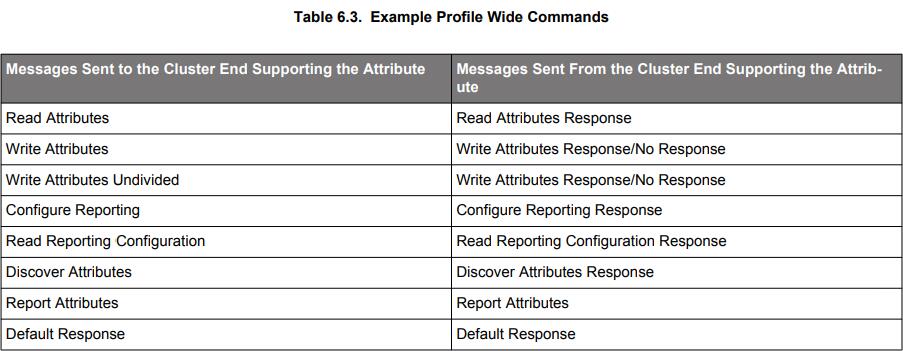 Table 6.3. Example Profile Wide Commands
Messages Sent to the Cluster End Supporting the Attribute
Messages Sent From the Cluster End Supporting the Attrib-
ute
Read Attributes
Read Attributes Response
Write Attributes
Write Attributes Response/No Response
Write Attributes Undivided
Write Attributes Response/No Response
Configure Reporting
Configure Reporting Response
Read Reporting Configuration
Read Reporting Configuration Response
Discover Attributes
Discover Attributes Response
Report Attributes
Report Attributes
Default Response
Default Response